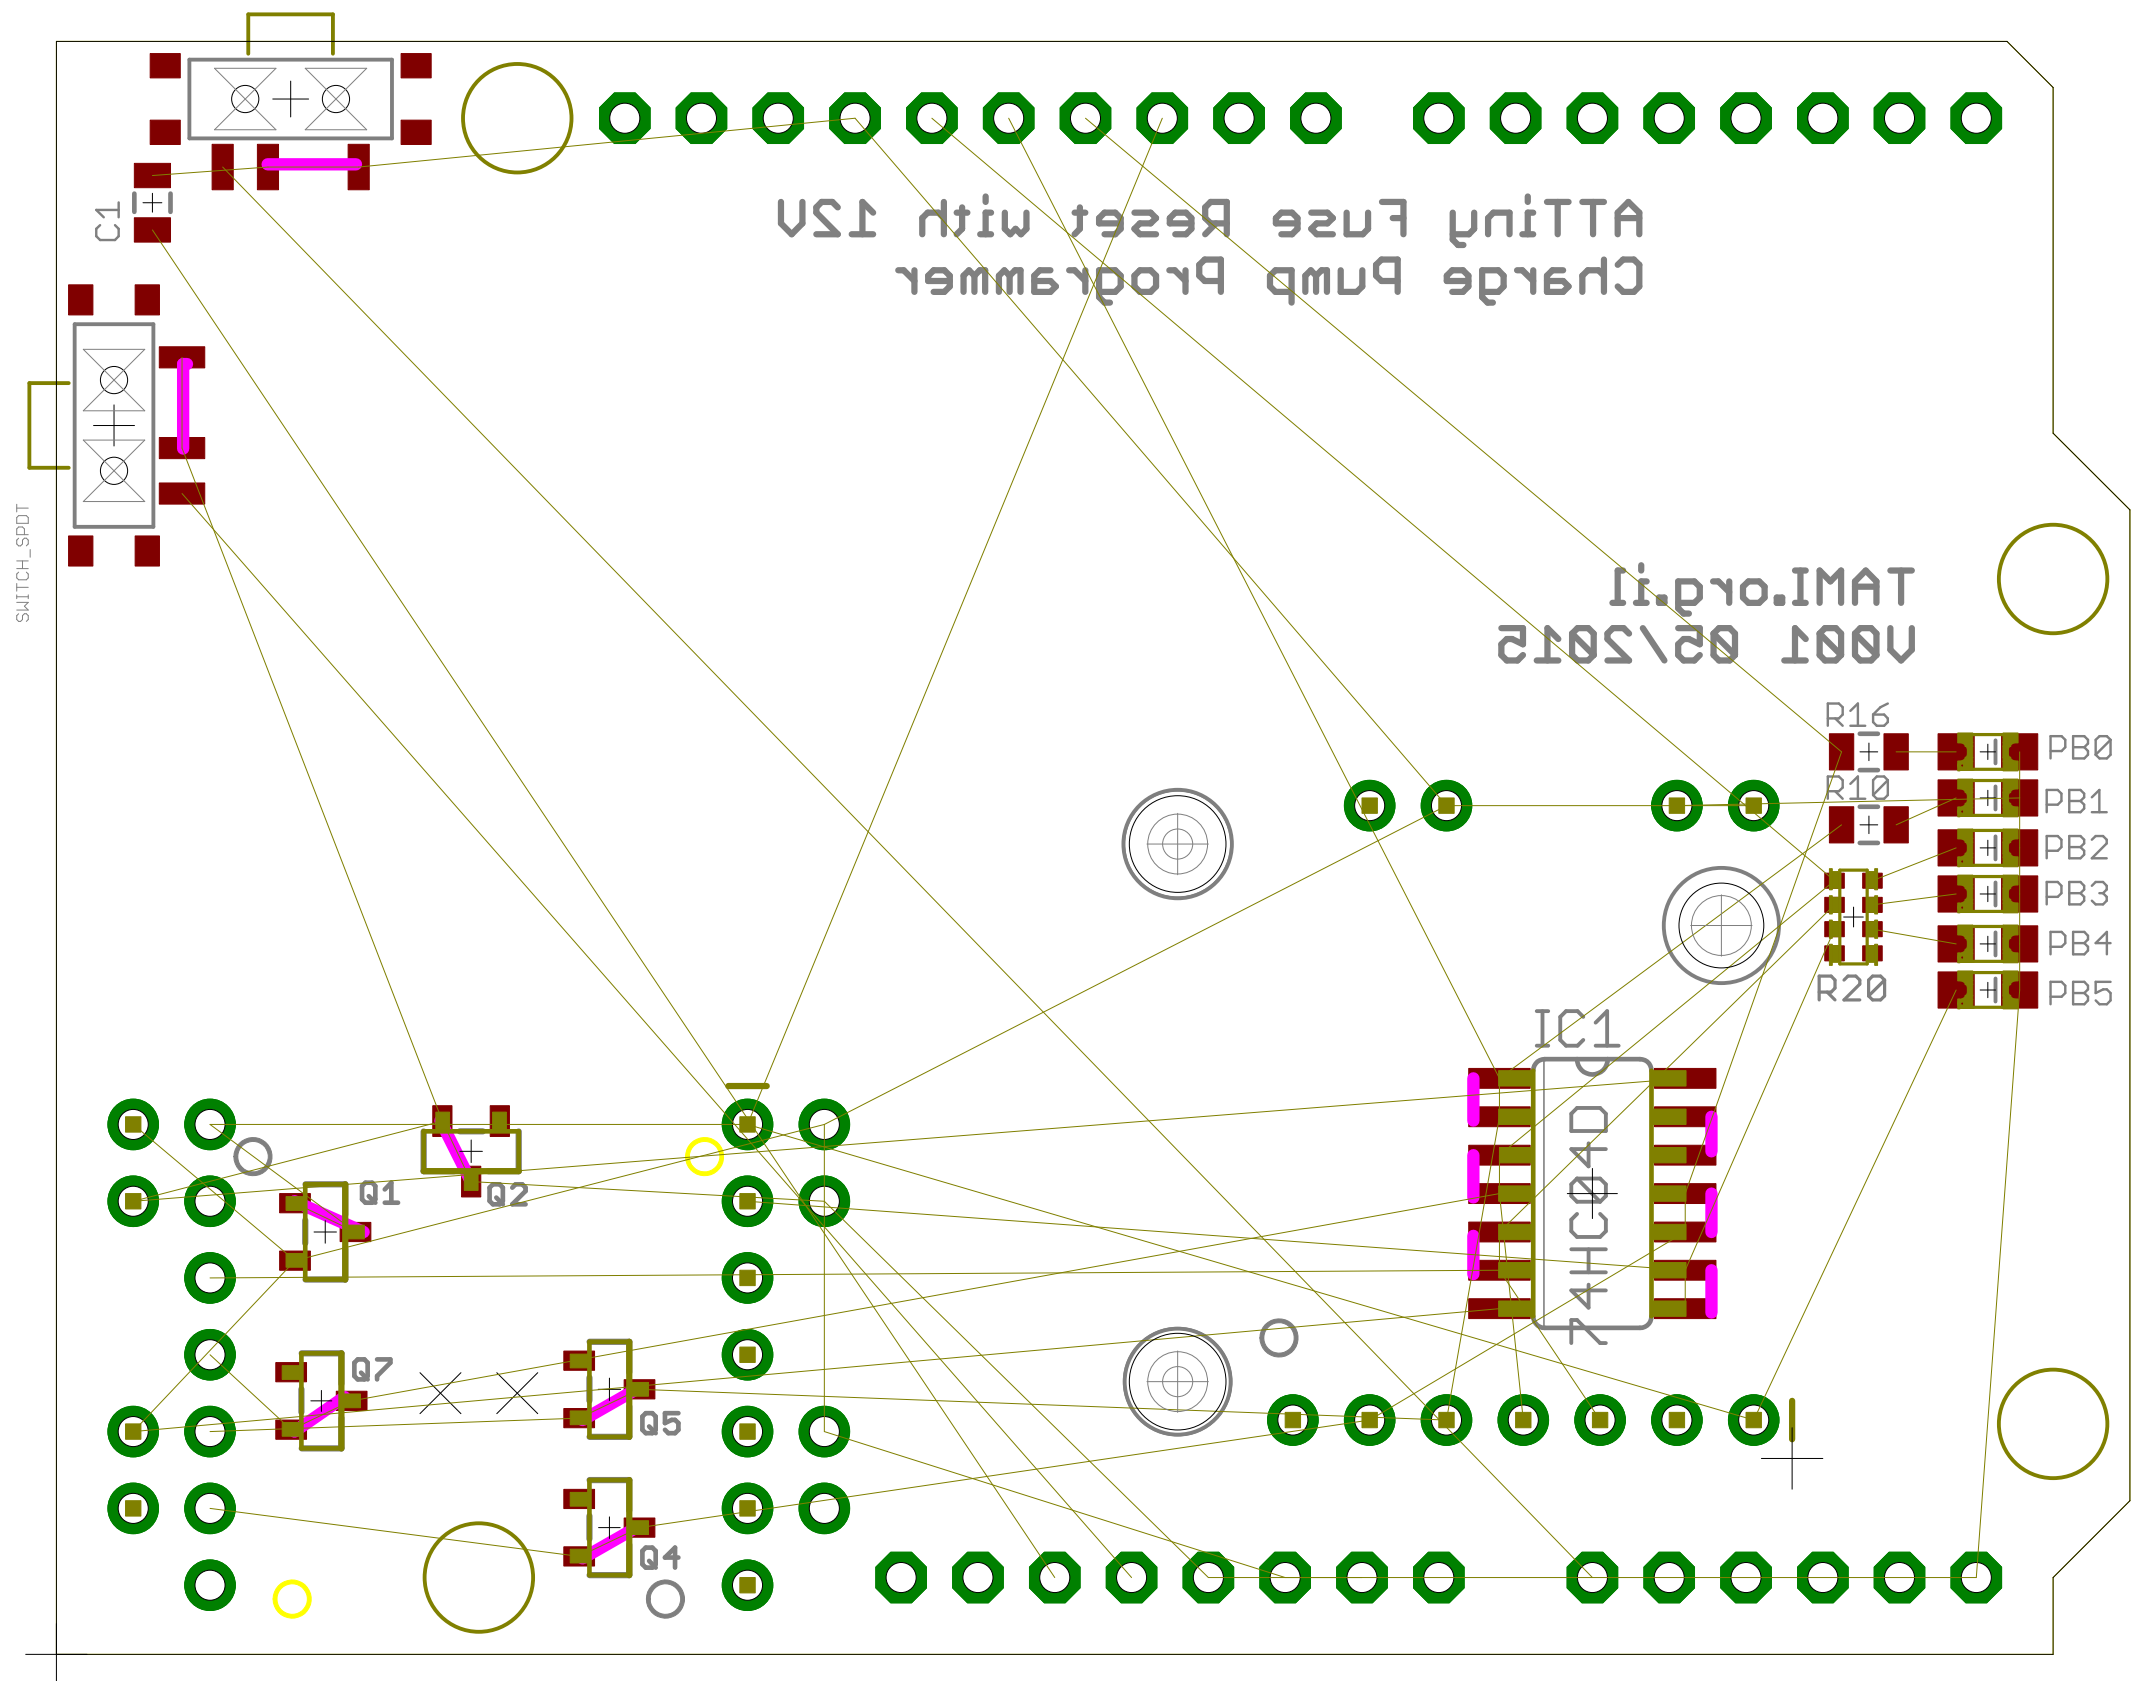 C1
ATTiny Fuse Reset with 12V
Charge Pump Programmer
SWITCH_SPDT
TAMI.org.il
V001 05/2015
R16
PB0
R10
PB1
PB2
PB3
PB4
R20
PB5
IC1
74HC04D
Q1
Q2
Q7
Q5
Q4